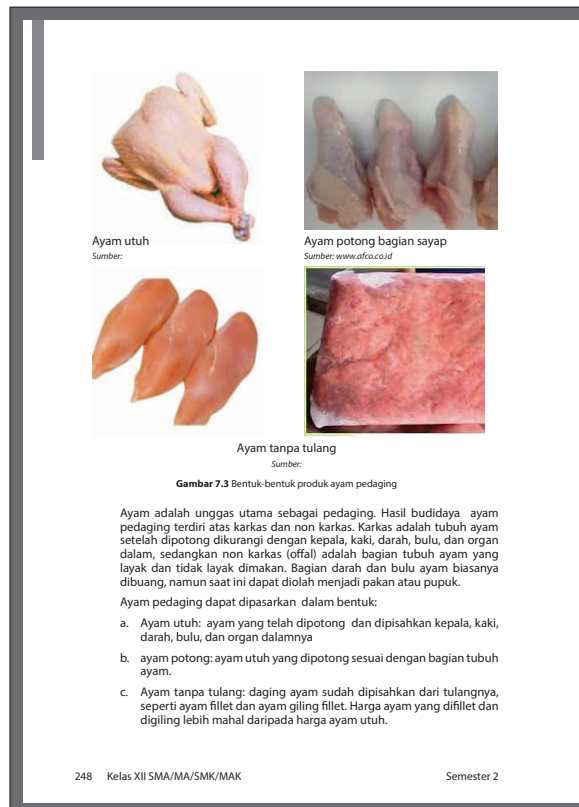 Ayam utuh
Sumber:
Ayam potong bagian sayap
Sumber: www.afco.co.id
Ayam tanpa tulang
Sumber:
Gambar 7.3 Bentuk-bentuk produk ayam pedaging
Ayam adalah unggas utama sebagai pedaging. Hasil budidaya ayam
pedaging terdiri atas karkas dan non karkas. Karkas adalah tubuh ayam
setelah dipotong dikurangi dengan kepala, kaki, darah, bulu, dan organ
dalam, sedangkan non karkas (offal) adalah bagian tubuh ayam yang
layak dan tidak layak dimakan. Bagian darah dan bulu ayam biasanya
dibuang, namun saat ini dapat diolah menjadi pakan atau pupuk.
Ayam pedaging dapat dipasarkan dalam bentuk:
a. Ayam utuh: ayam yang telah dipotong dan dipisahkan kepala, kaki,
darah, bulu, dan organ dalamnya
b. ayam potong: ayam utuh yang dipotong sesuai dengan bagian tubuh
ayam.
c. Ayam tanpa tulang: daging ayam sudah dipisahkan dari tulangnya,
seperti ayam fillet dan ayam giling fillet. Harga ayam yang difillet dan
digiling lebih mahal daripada harga ayam utuh.
248 Kelas XII SMA/MA/SMK/MAK
Semester 2